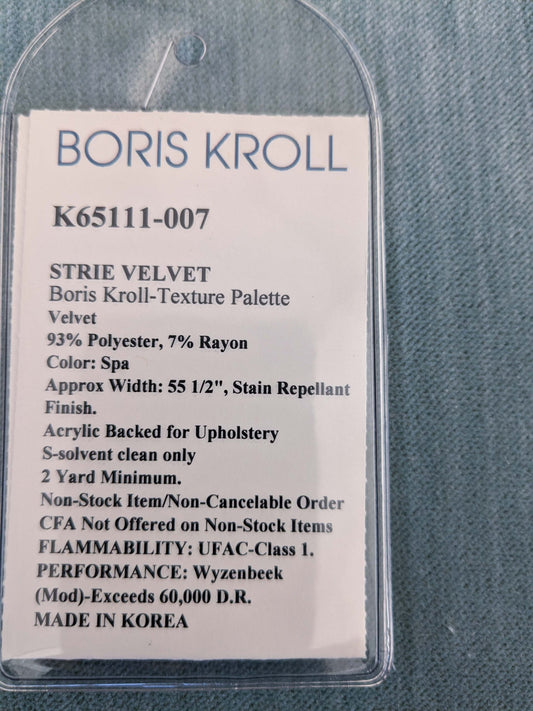 BORIS KROLL
K65111-007
STRIE VELVET
Boris Kroll-Texture Palette
Velvet
93% Polyester, 7% Rayon
Color: Spa
Approx Width: 55 1/2", Stain Repellant
Finish.
Acrylic Backed for Upholstery
S-solvent clean only
2 Yard Minimum.
Non-Stock Item/Non-Cancelable Order
CFA Not Offered on Non-Stock Items
FLAMMABILITY: UFAC-Class 1.
PERFORMANCE: Wyzenbeek
(Mod)-Exceeds 60,000 D.R.
MADE IN KOREA